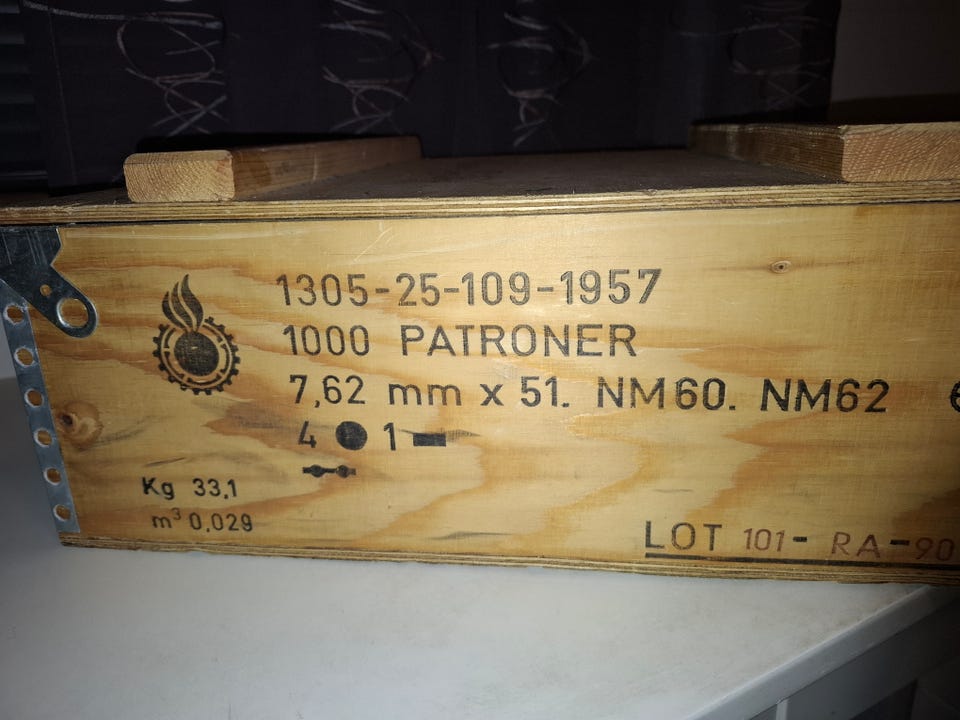 1305-25-109-1957
1000 PATRONER
7,62 mm x 51. NM60. NM62
4 ● 1 ▬
Kg 33,1
m³ 0,029
LOT 101- RA-90